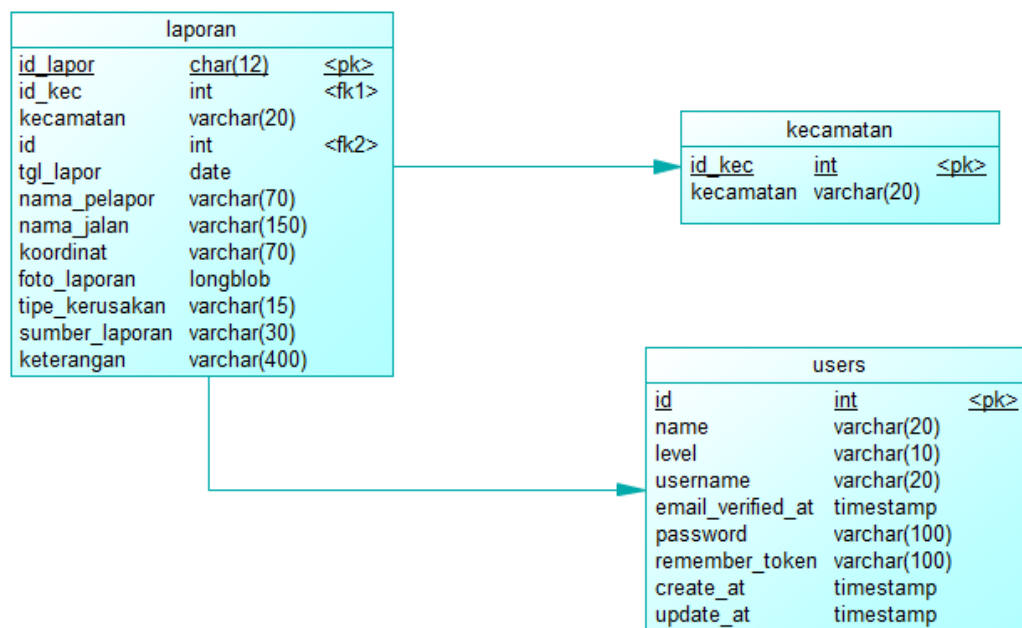 laporan
id_lapor char(12) <pk>
id_kec int <fk1>
kecamatan varchar(20)
id int <fk2>
tgl_lapor date
nama_pelapor varchar(70)
nama_jalan varchar(150)
koordinat varchar(70)
foto_laporan longblob
tipe_kerusakan varchar(15)
sumber_laporan varchar(30)
keterangan varchar(400)
kecamatan
id_kec int <pk>
kecamatan varchar(20)
users
id int <pk>
name varchar(20)
level varchar(10)
username varchar(20)
email_verified_at timestamp
password varchar(100)
remember_token varchar(100)
create_at timestamp
update_at timestamp